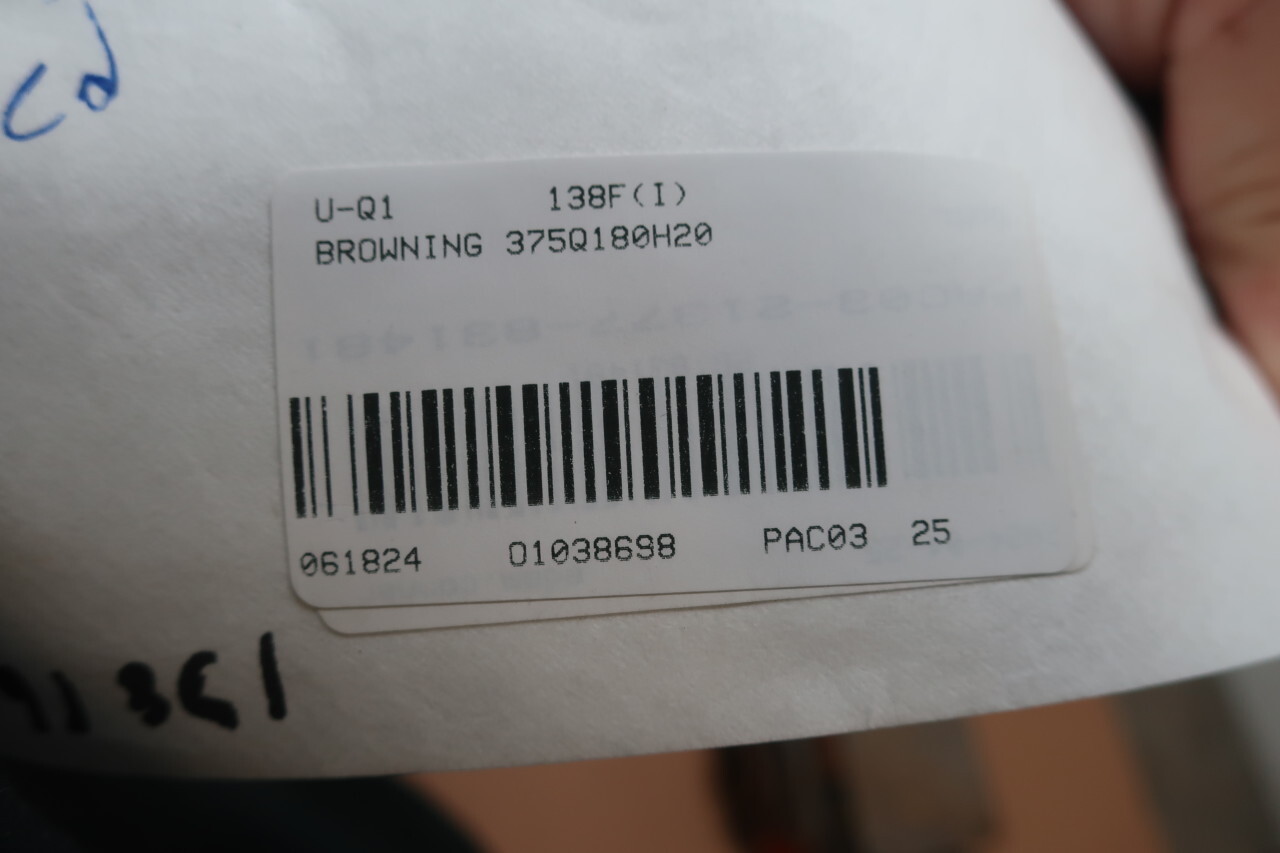 U-Q1 138F(I)
BROWNING 375Q180H20
061824 01038698 PAC03 25